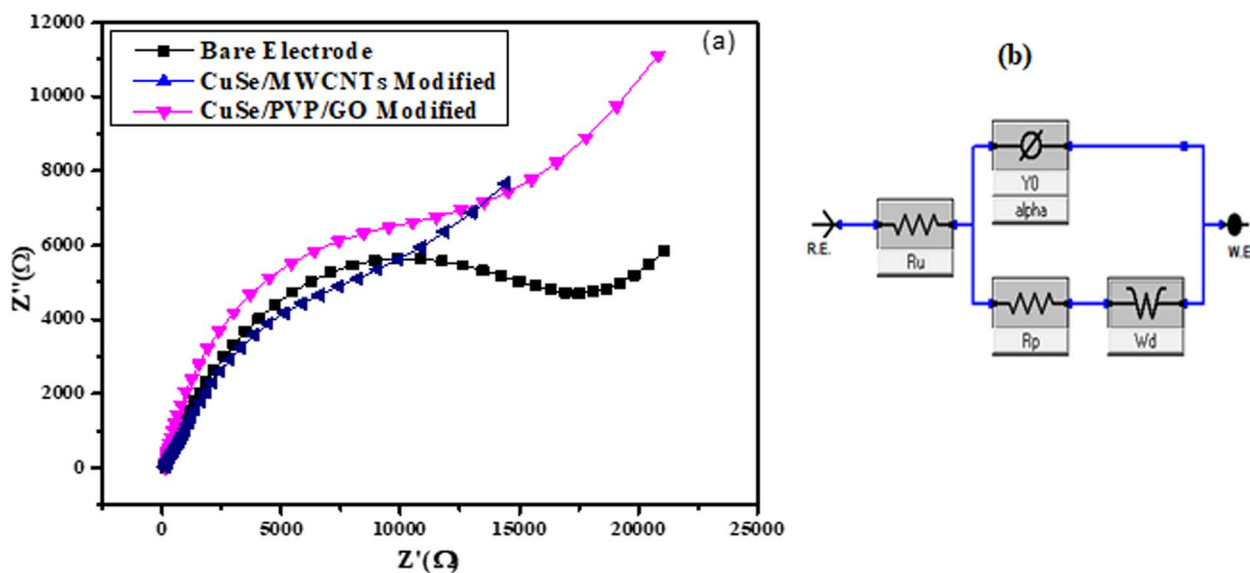 12000
10000
8000
6000
4000
2000
0
Z''(Ω)
0
5000
10000
15000
20000
25000
Z'(Ω)
Bare Electrode
CuSe/MWCNTs Modified
CuSe/PVP/GO Modified
(a)
(b)
R.E.
Ru
Y0
alpha
Rp
Wd
W.E